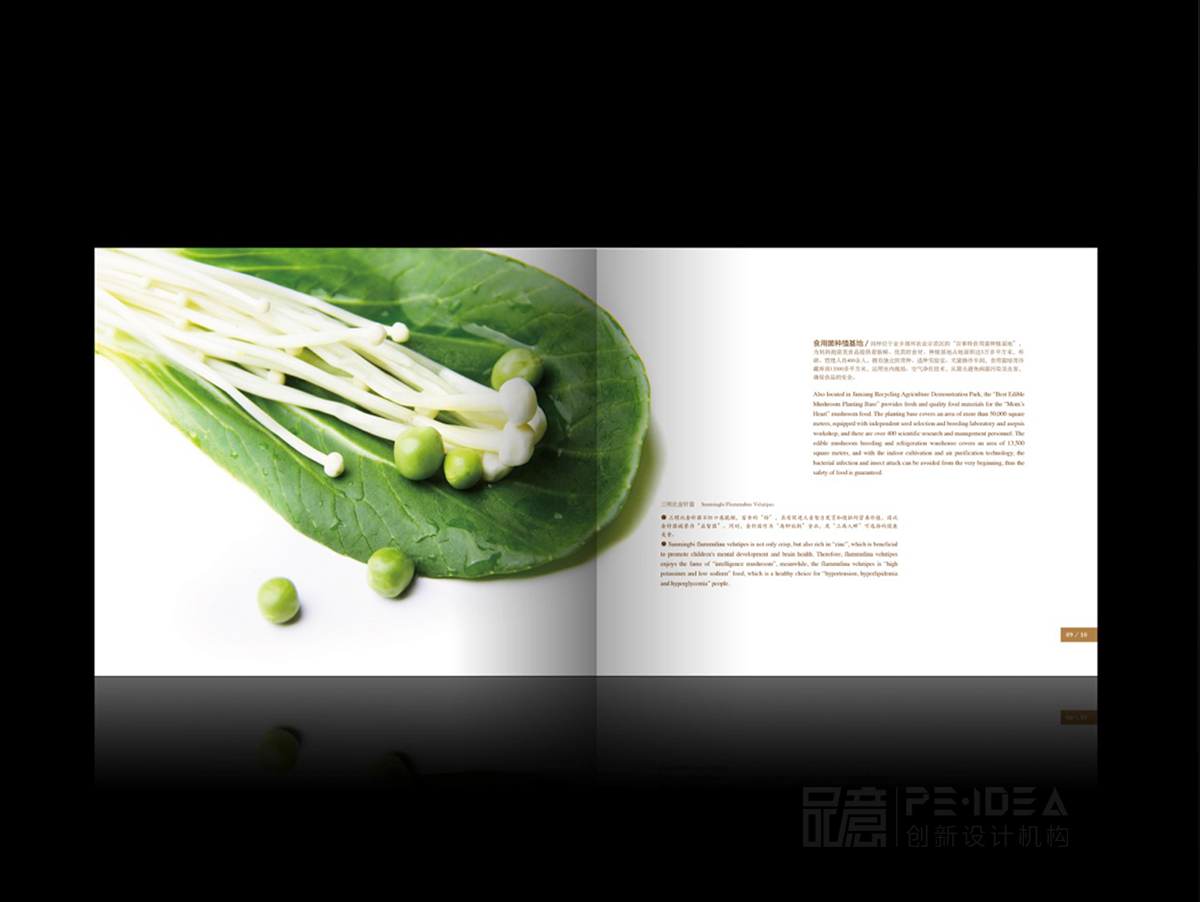 食用菌种植基地 / 同样位于金乡循环农业示范区的“百事特食用菌种植基地”,
为妈妈炮菌灵食品提供着新鲜、优质的食材。种植基地占地面积达5万多平方米，科
研、管理人员400余人，拥有独立的育种、选种实验室、无菌操作车间。食用菌培育冷
藏库房13500多平方米。运用室内栽培、空气净化技术，从源头避免病菌污染及虫害，
确保食品的安全。
Also located in Jinxiang Recycling Agriculture Demonstration Park, the “Best Edible
Mushroom Planting Base” provides fresh and quality food materials for the “Mom's
Heart” mushroom food. The planting base covers an area of more than 50,000 square
meters, equipped with independent seed selection and breeding laboratory and asepsis
workshop, and there are over 400 scientific research and management personnel. The
edible mushroom breeding and refrigeration warehouse covers an area of 13,500
square meters, and with the indoor cultivation and air purification technology, the
bacterial infection and insect attack can be avoided from the very beginning, thus the
safety of food is guaranteed.
三明比金针菇 Sanmingbi Flammulina Velutipes
● 三明比金针菇不但口感脆嫩，富含的“锌”，具有促进儿童智力发育和健脑的营养价值，因此
金针菇被誉为“益智菇”。同时，金针菇作为“高钾低钠”食品，是“三高人群”可选择的健康
美食。
● Sanmingbi flammulina velutipes is not only crisp, but also rich in “zinc”, which is beneficial
to promote children's mental development and brain health. Therefore, flammulina velutipes
enjoys the fame of “intelligence mushroom”, meanwhile, the flammulina velutipes is “high
potassium and low sodium” food, which is a healthy choice for “hypertension, hyperlipidemia
and hyperglycemia” people.
09 / 10
品意 PE·IDEA
创新设计机构